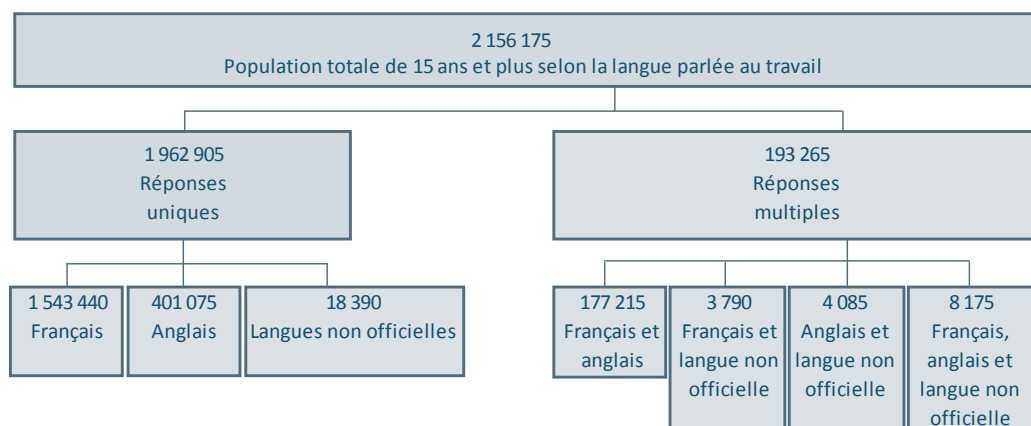 2 156 175
Population totale de 15 ans et plus selon la langue parlée au travail
1 962 905
Réponses
uniques
193 265
Réponses
multiples
1 543 440
Français
401 075
Anglais
18 390
Langues non officielles
177 215
Français et
anglais
3 790
Français et
langue non
officielle
4 085
Anglais et
langue non
officielle
8 175
Français,
anglais et
langue non
officielle